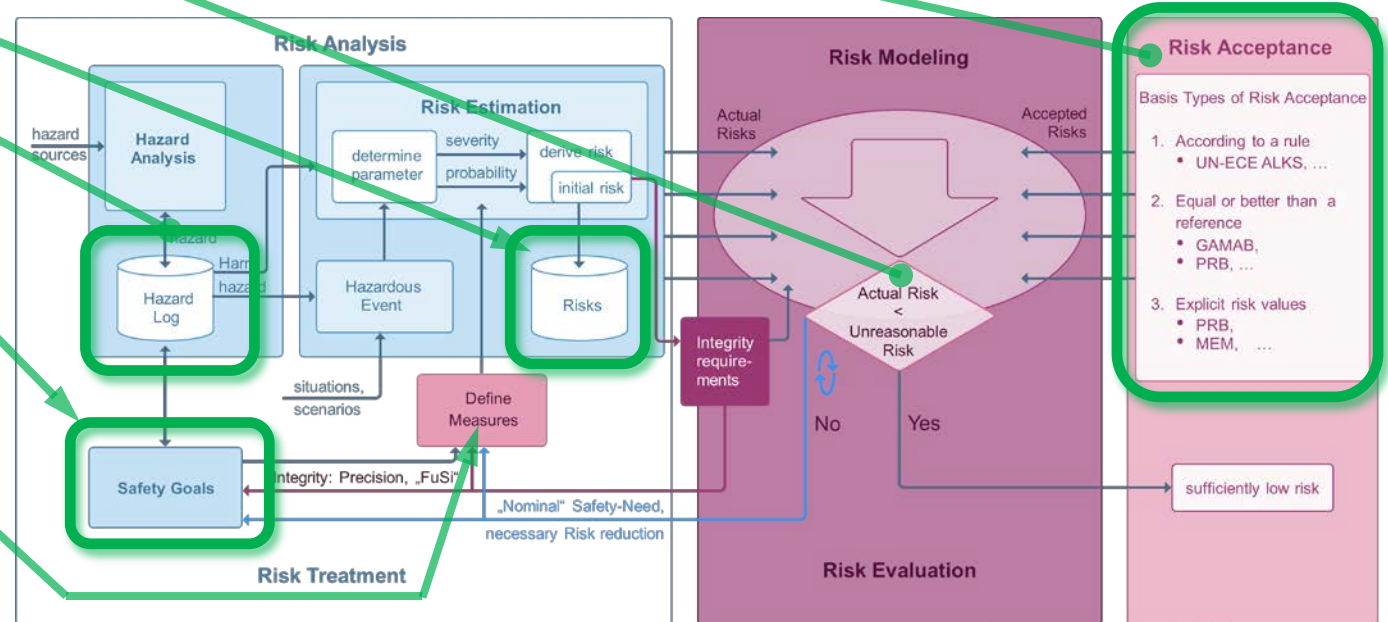 Risk Analysis
hazard
sources
Hazard
Analysis
hazard
Hazard
Log
Harm
hazard
Risk Estimation
determine
parameter
severity
probability
derive risk
initial risk
Hazardous
Event
Risks
situations,
scenarios
Define
Measures
Safety Goals
Integrity: Precision, „FuSi“
„Nominal“ Safety-Need,
necessary Risk reduction
Risk Treatment
Risk Modeling
Actual
Risks
Accepted
Risks
Actual Risk
<
Unreasonable
Risk
Integrity
require-
ments
No
Yes
Risk Evaluation
Risk Acceptance
Basis Types of Risk Acceptance
1. According to a rule
• UN-ECE ALKS, ...
2. Equal or better than a
reference
• GAMAB,
• PRB, ...
3. Explicit risk values
• PRB,
• MEM, ...
sufficiently low risk